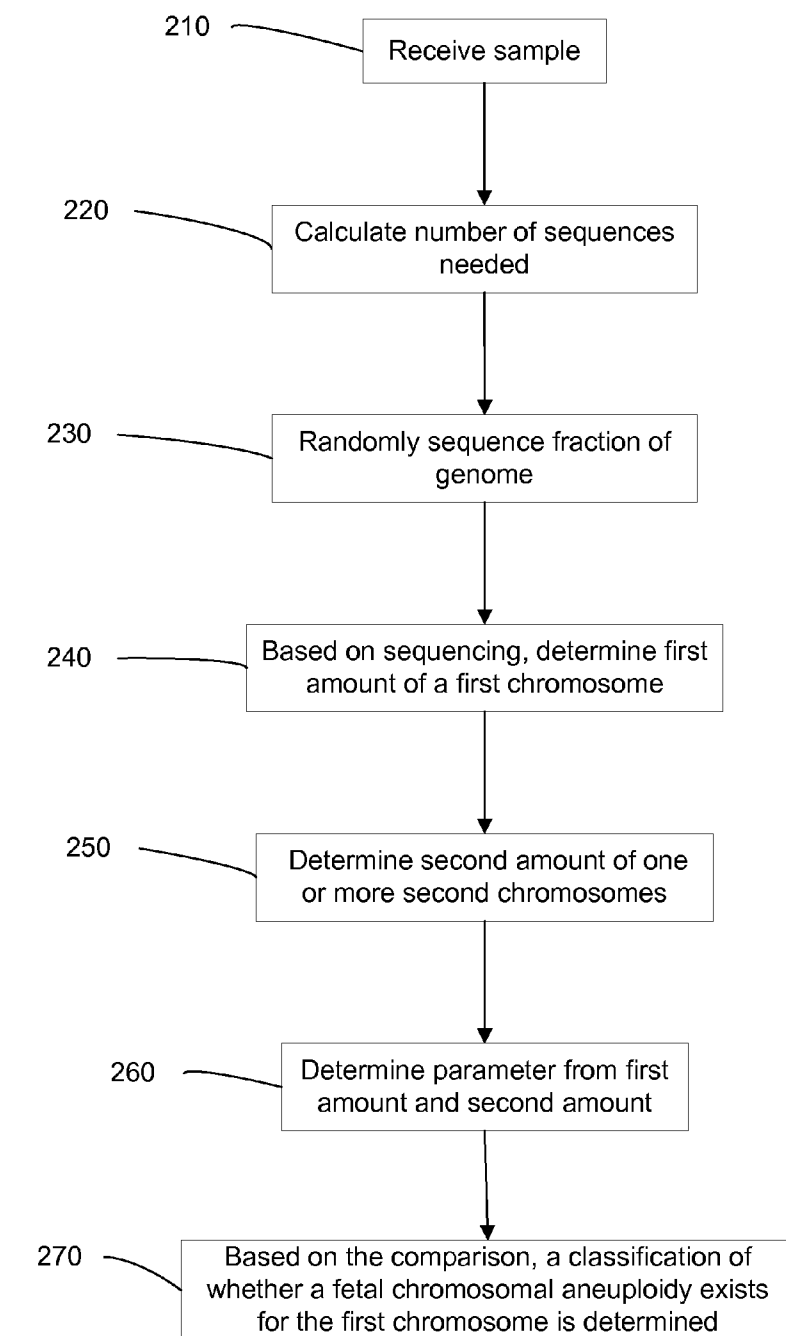 210
Receive sample
220
Calculate number of sequences
needed
230
Randomly sequence fraction of
genome
240
Based on sequencing, determine first
amount of a first chromosome
250
Determine second amount of one
or more second chromosomes
260
Determine parameter from first
amount and second amount
270
Based on the comparison, a classification of
whether a fetal chromosomal aneuploidy exists
for the first chromosome is determined